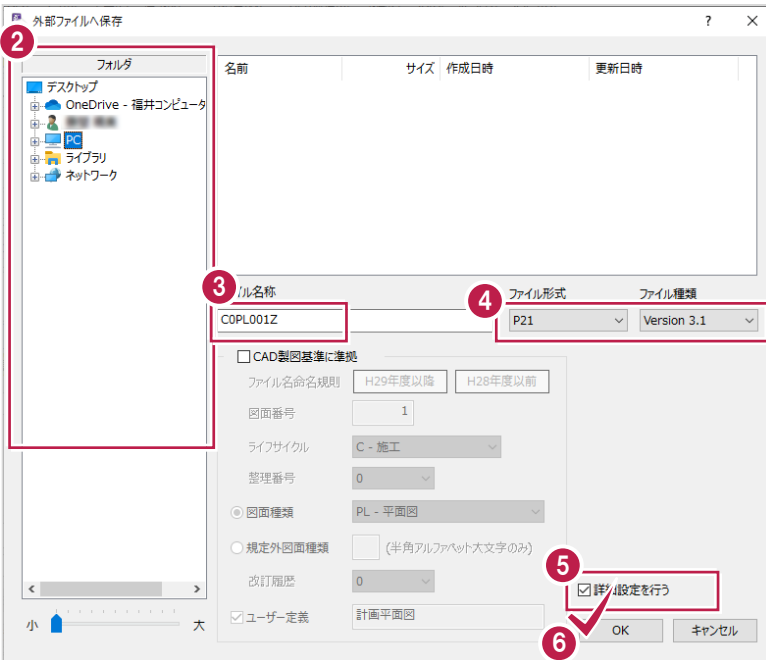 外部ファイルへ保存
?
2
フォルダ
名前 サイズ 作成日時 更新日時
デスクトップ
OneDrive - 福井コンピュータ
PC
ライブラリ
ネットワーク
3
イル名称
4
ファイル形式 ファイル種類
C0PL001Z
P21
Version 3.1
CAD製図基準に準拠
ファイル名命名規則 H29年度以降 H28年度以前
図面番号 1
ライフサイクル C - 施工
整理番号 0
図面種類 PL - 平面図
規定外図面種類 (半角アルファベット大文字のみ)
改訂履歴 0
ユーザー定義 計画平面図
5
詳細設定を行う
小 大
6
OK キャンセル